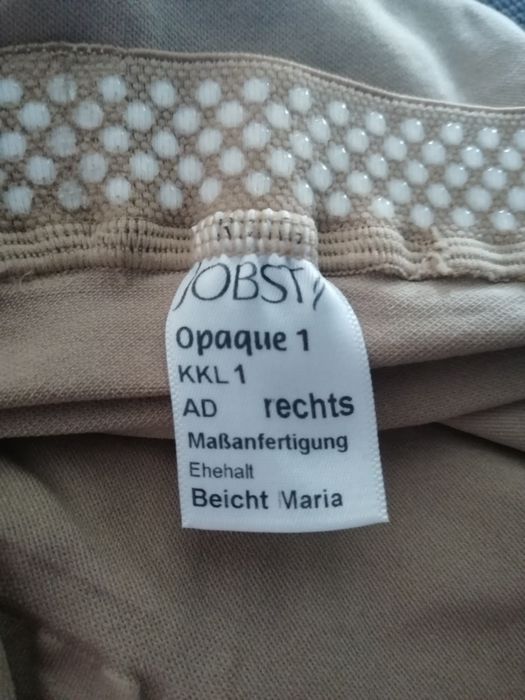 JOBST
Opaque 1
KKL 1
AD rechts
Maßanfertigung
Ehehalt
Beicht Maria